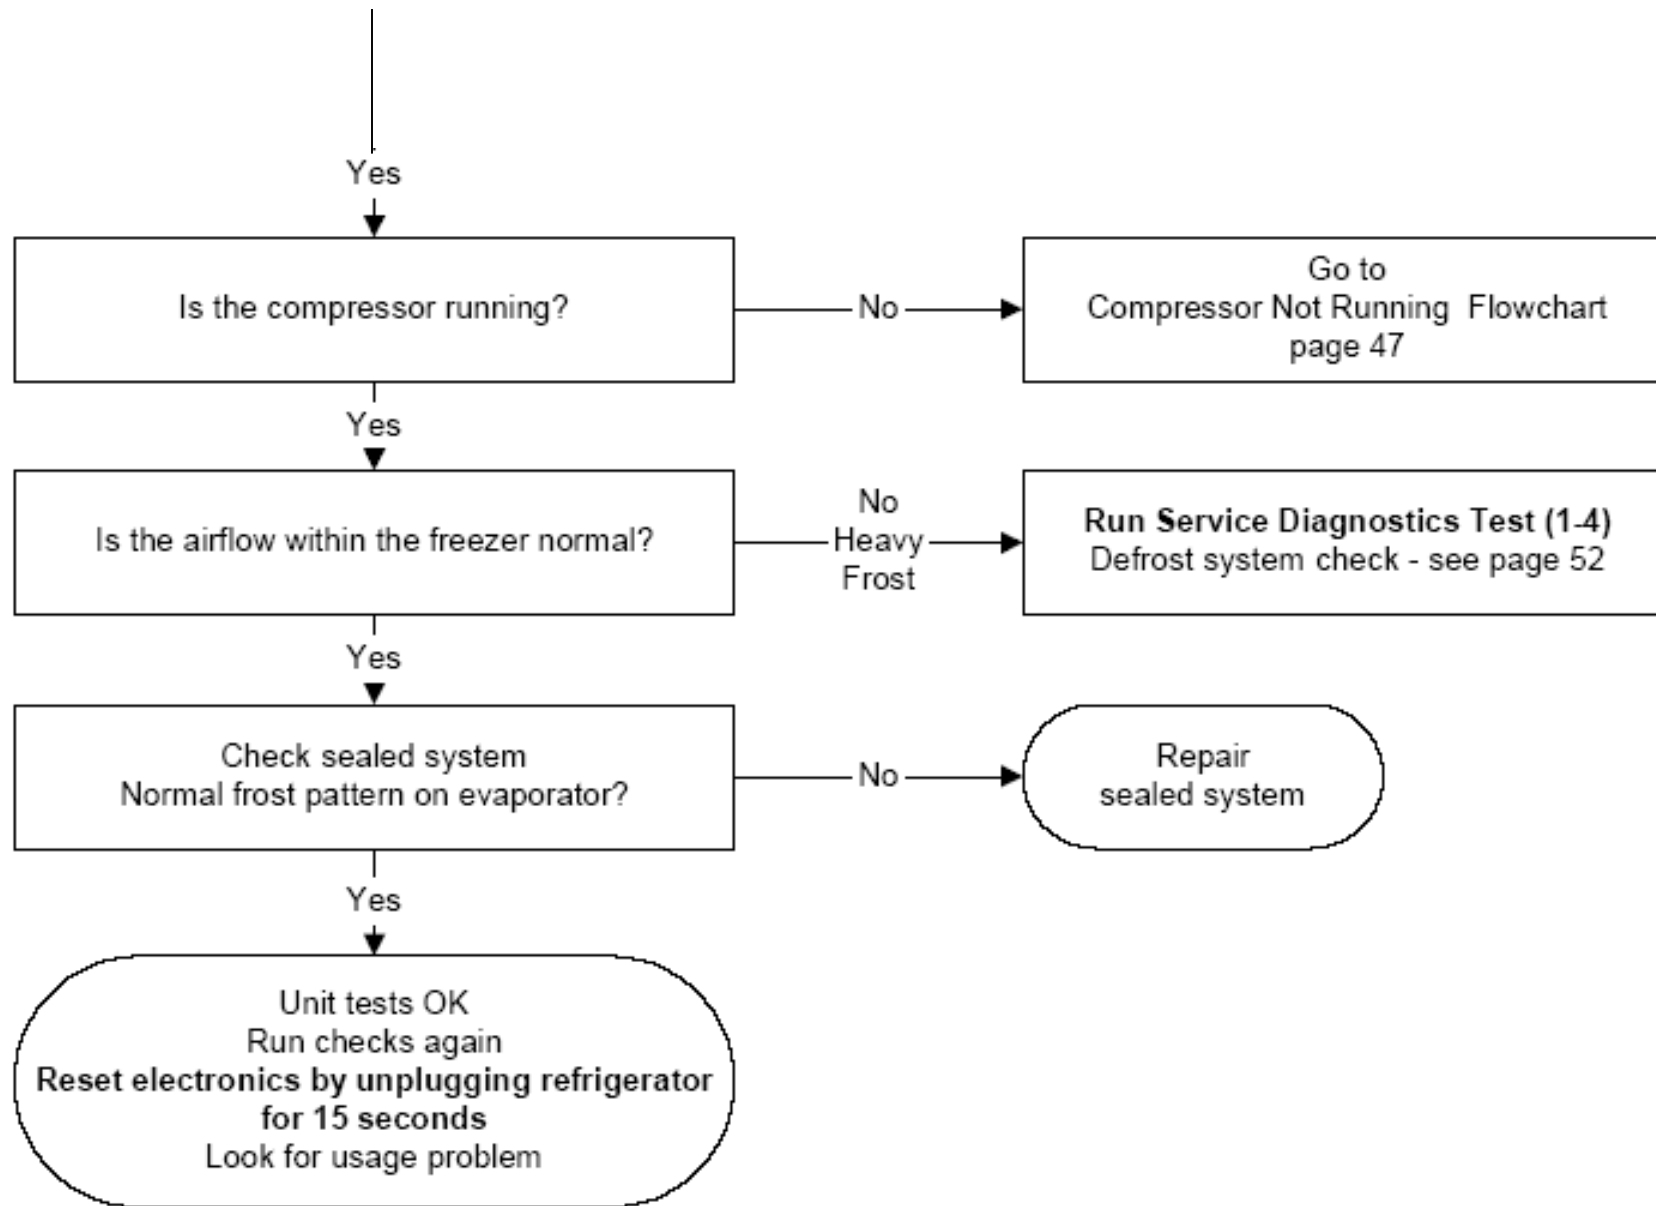 Yes
Is the compressor running?
No
Go to
Compressor Not Running Flowchart
page 47
Yes
Is the airflow within the freezer normal?
No
Heavy
Frost
Run Service Diagnostics Test (1-4)
Defrost system check - see page 52
Yes
Check sealed system
Normal frost pattern on evaporator?
No
Repair
sealed system
Yes
Unit tests OK
Run checks again
Reset electronics by unplugging refrigerator
for 15 seconds
Look for usage problem